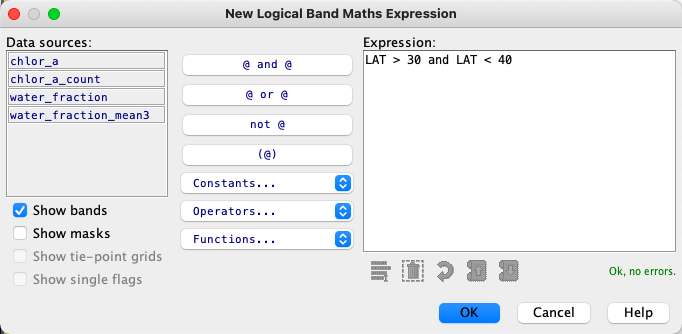 New Logical Band Maths Expression
Data sources:
chlor_a
chlor_a_count
water_fraction
water_fraction_mean3
Show bands
Show masks
Show tie-point grids
Show single flags
@ and @
@ or @
not @
(@)
Constants...
Operators...
Functions...
Expression:
LAT > 30 and LAT < 40
Ok, no errors.
OK
Cancel
Help